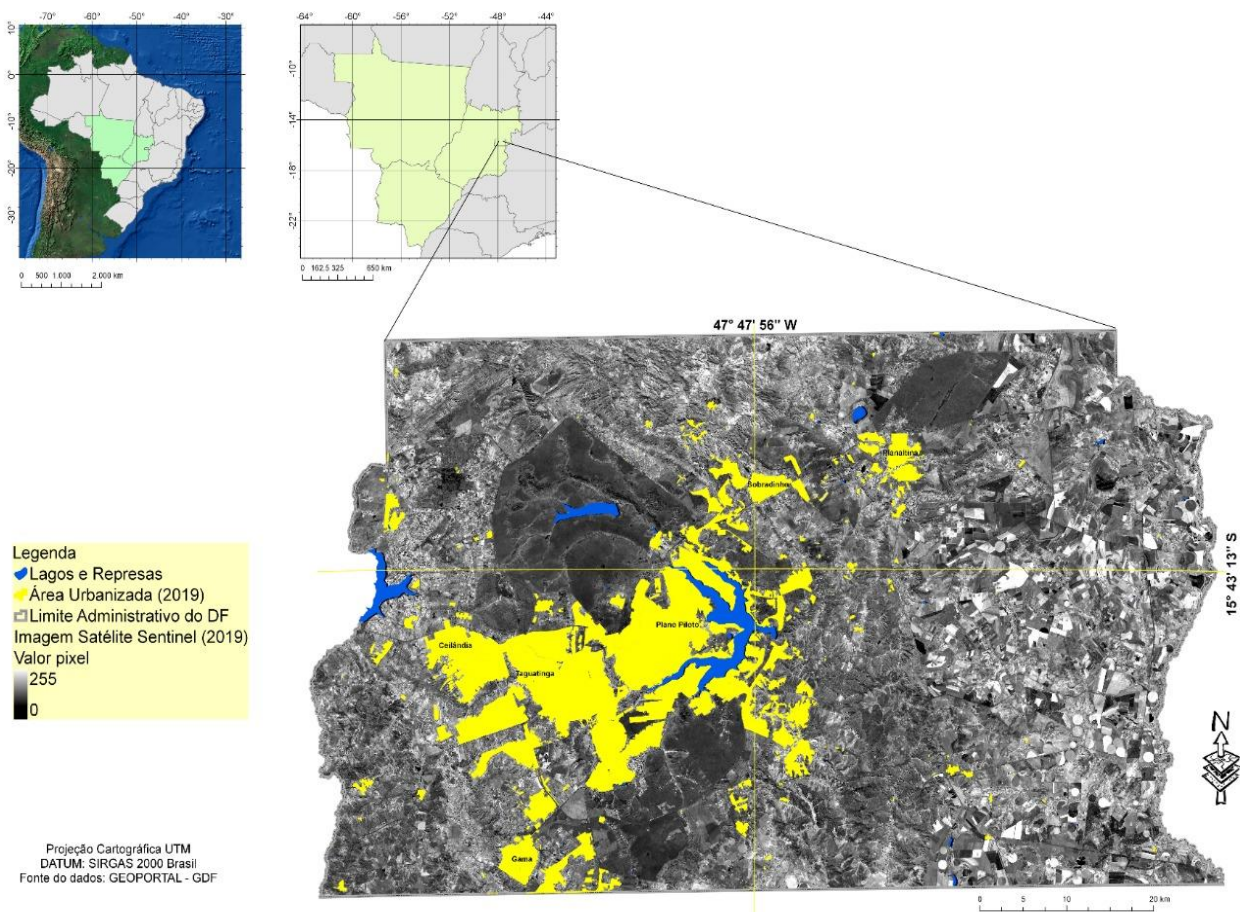 -70° -60° -50° -40° -30°
10°
0°
-10°
-20°
-30°
0 500 1.000 2.000 km
-64° -60° -56° -52° -48° -44°
-10°
-14°
-18°
-22°
0 162,5 325 650 km
47° 47' 56" W
15° 43' 13" S
Planaltina
Sobradinho
Plano Piloto
Ceilândia
Taguatinga
Gama
Legenda
Lagos e Represas
Área Urbanizada (2019)
Limite Administrativo do DF
Imagem Satélite Sentinel (2019)
Valor pixel
255
0
N
Projeção Cartográfica UTM
DATUM: SIRGAS 2000 Brasil
Fonte do dados: GEOPORTAL - GDF
0 5 10 20 km